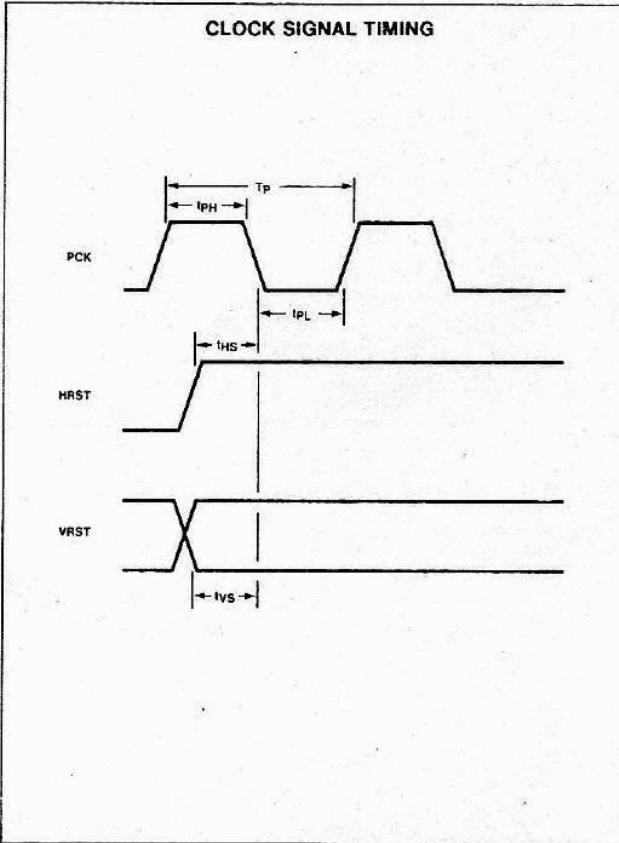 CLOCK SIGNAL TIMING
TP
tPH
PCK
tPL
tHS
HRST
VRST
tVS